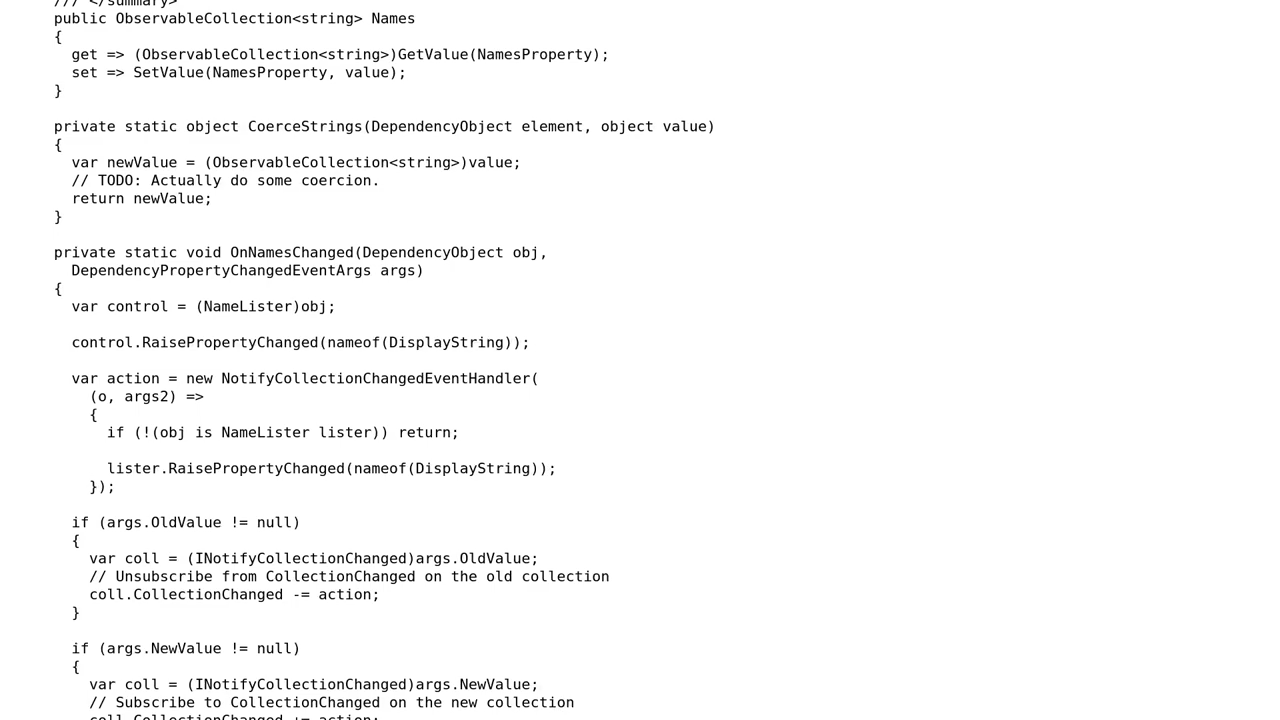 /// </summary>
public ObservableCollection<string> Names
{
get => (ObservableCollection<string>)GetValue(NamesProperty);
set => SetValue(NamesProperty, value);
}
private static object CoerceStrings(DependencyObject element, object value)
{
var newValue = (ObservableCollection<string>)value;
// TODO: Actually do some coercion.
return newValue;
}
private static void OnNamesChanged(DependencyObject obj,
DependencyPropertyChangedEventArgs args)
{
var control = (NameLister)obj;
control.RaisePropertyChanged(nameof(DisplayString));
var action = new NotifyCollectionChangedEventHandler(
(o, args2) =>
{
if (!(obj is NameLister lister)) return;
lister.RaisePropertyChanged(nameof(DisplayString));
});
if (args.OldValue != null)
{
var coll = (INotifyCollectionChanged)args.OldValue;
// Unsubscribe from CollectionChanged on the old collection
coll.CollectionChanged -= action;
}
if (args.NewValue != null)
{
var coll = (INotifyCollectionChanged)args.NewValue;
// Subscribe to CollectionChanged on the new collection
coll.CollectionChanged += action;